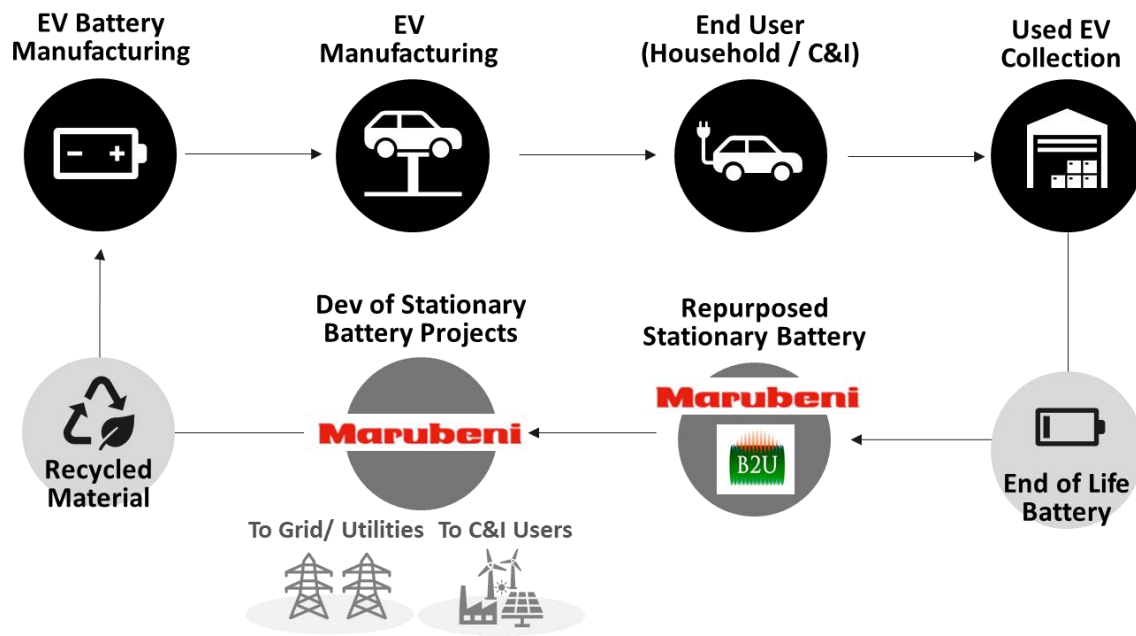 EV Battery
Manufacturing
EV
Manufacturing
End User
(Household / C&I)
Used EV
Collection
Dev of Stationary
Battery Projects
Repurposed
Stationary Battery
Marubeni
Marubeni
B2U
Recycled
Material
End of Life
Battery
To Grid/ Utilities
To C&I Users